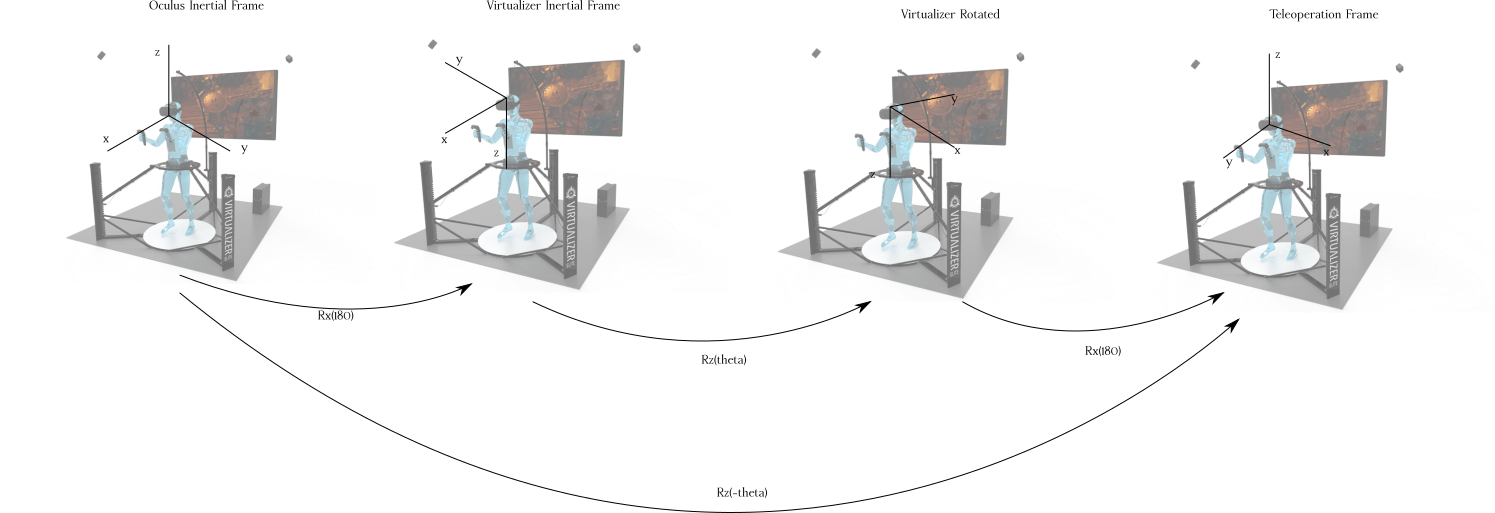 Oculus Inertial Frame
Virtualizer Inertial Frame
Virtualizer Rotated
Teleoperation Frame
z
x
y
VIRTUALIZER
y
x
z
VIRTUALIZER
y
x
z
VIRTUALIZER
z
x
y
VIRTUALIZER
Rx(180)
Rz(theta)
Rx(180)
Rz(-theta)